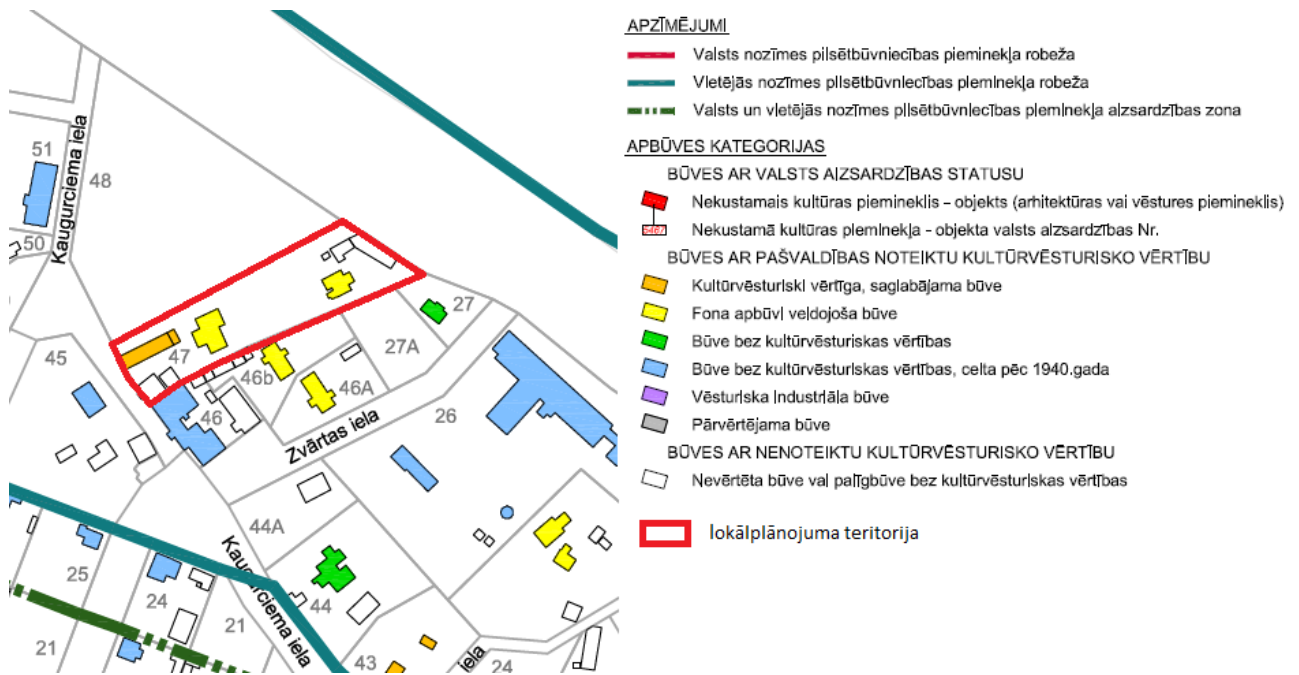 APZĪMĒJUMI
Valsts nozīmes pilsētbūvniecības pieminekļa robeža
Vietējās nozīmes pilsētbūvniecības pieminekļa robeža
Valsts un vietējās nozīmes pilsētbūvniecības pieminekļa aizsardzības zona
APBŪVES KATEGORIJAS
BŪVES AR VALSTS AIZSARDZĪBAS STATUSU
Nekustamais kultūras piemineklis – objekts (arhitektūras vai vēstures piemineklis)
Nekustamā kultūras pieminekļa - objekta valsts aizsardzības Nr.
BŪVES AR PAŠVALDĪBAS NOTEIKTU KULTŪRVĒSTURISKO VĒRTĪBU
Kultūrvēsturiski vērtīga, saglabājama būve
Fona apbūvi veidojoša būve
Būve bez kultūrvēsturiskas vērtības
Būve bez kultūrvēsturiskas vērtības, celta pēc 1940.gada
Vēsturiska industriāla būve
Pārvērtējama būve
BŪVES AR NENOTEIKTU KULTŪRVĒSTURISKO VĒRTĪBU
Nevērtēta būve vai palīgbūve bez kultūrvēsturiskas vērtības
lokālplānojuma teritorija
51
48
Kaugurciema iela
50
27
47
27A
45
46b
46A
46
26
Zvārtas iela
44A
Kaugurciema iela
25
24
44
21
21
43
iela
24